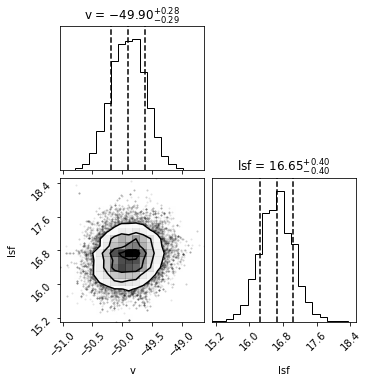 v = −49.90+0.28 −0.29
lsf = 16.65+0.40 −0.40
18.4
17.6
16.8
16.0
15.2
lsf
−51.0 −50.5 −50.0 −49.5 −49.0
v
15.2 16.0 16.8 17.6 18.4
lsf